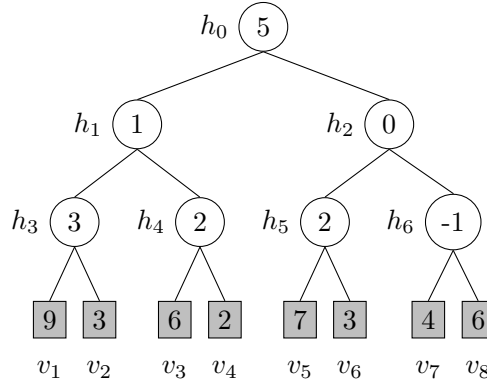 h₀ 5
h₁ 1 h₂ 0
h₃ 3 h₄ 2 h₅ 2 h₆ -1
9 3 6 2 7 3 4 6
v₁ v₂ v₃ v₄ v₅ v₆ v₇ v₈